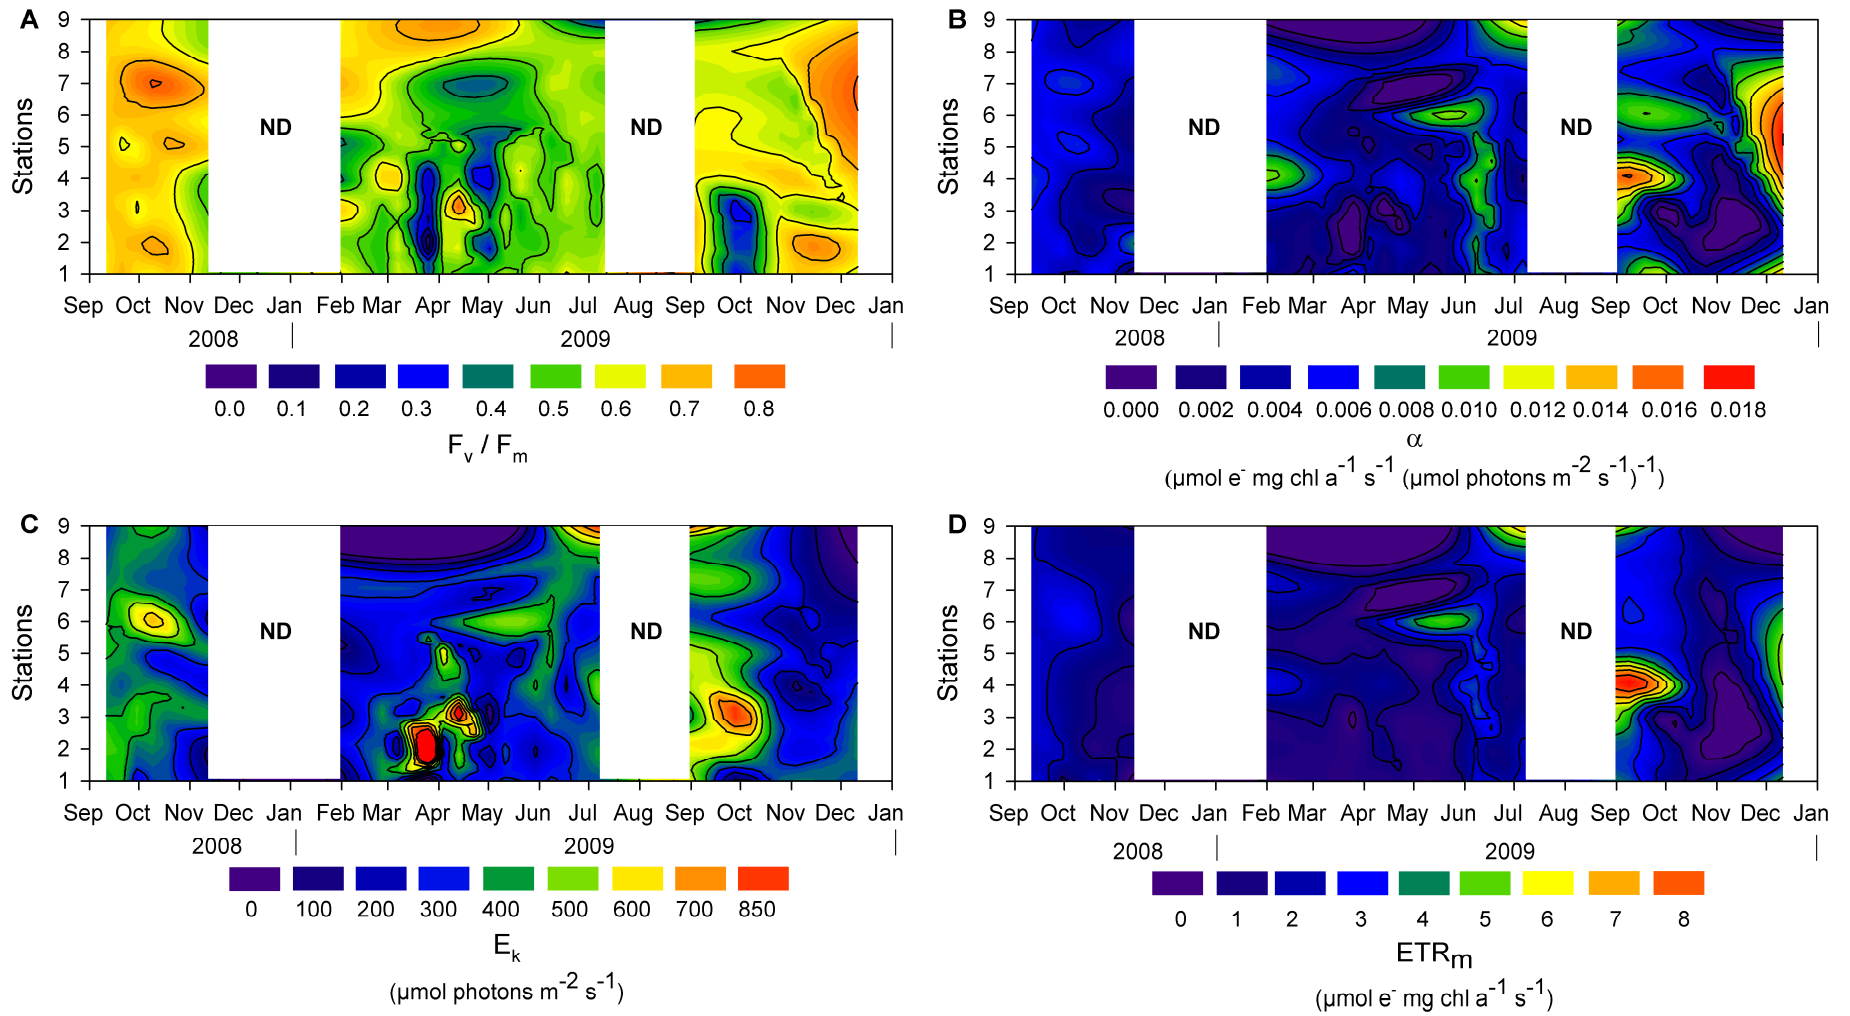 A
9
8
7
6
5
4
3
2
1
Stations
ND
ND
Sep Oct Nov Dec Jan Feb Mar Apr May Jun Jul Aug Sep Oct Nov Dec Jan
2008 2009
0.0 0.1 0.2 0.3 0.4 0.5 0.6 0.7 0.8
Fv / Fm
B
9
8
7
6
5
4
3
2
1
Stations
ND
ND
Sep Oct Nov Dec Jan Feb Mar Apr May Jun Jul Aug Sep Oct Nov Dec Jan
2008 2009
0.000 0.002 0.004 0.006 0.008 0.010 0.012 0.014 0.016 0.018
α
(µmol e- mg chl a-1 s-1 (µmol photons m-2 s-1)-1)
C
9
8
7
6
5
4
3
2
1
Stations
ND
ND
Sep Oct Nov Dec Jan Feb Mar Apr May Jun Jul Aug Sep Oct Nov Dec Jan
2008 2009
0 100 200 300 400 500 600 700 850
Ek
(µmol photons m-2 s-1)
D
9
8
7
6
5
4
3
2
1
Stations
ND
ND
Sep Oct Nov Dec Jan Feb Mar Apr May Jun Jul Aug Sep Oct Nov Dec Jan
2008 2009
0 1 2 3 4 5 6 7 8
ETRm
(µmol e- mg chl a-1 s-1)